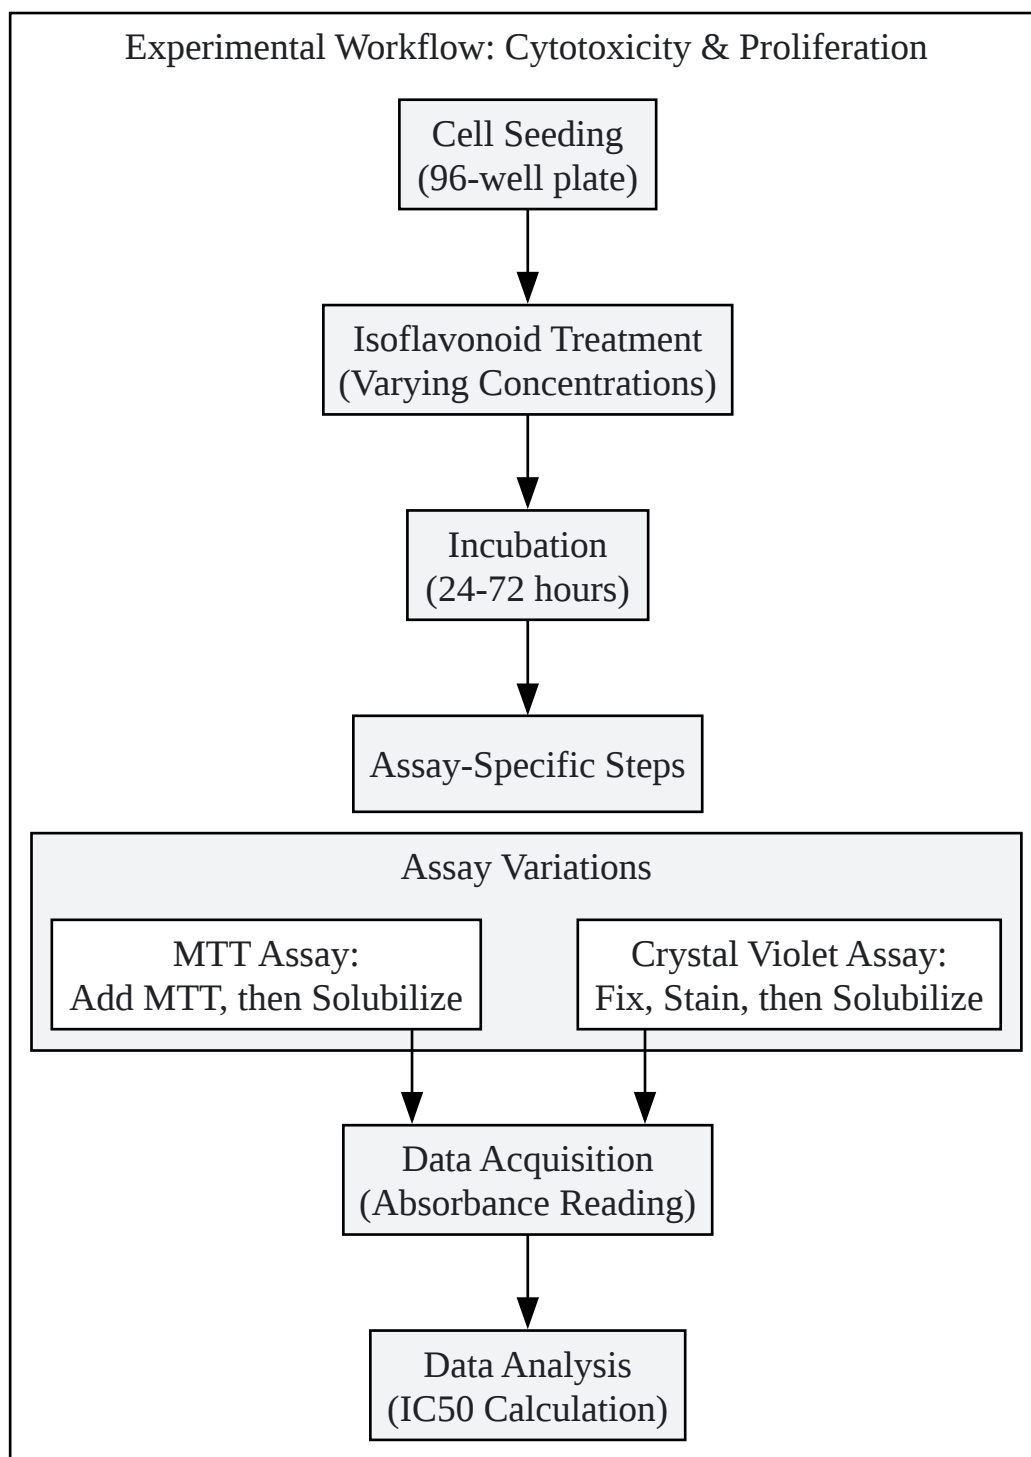 Experimental Workflow: Cytotoxicity & Proliferation
Cell Seeding
(96-well plate)
Isoflavonoid Treatment
(Varying Concentrations)
Incubation
(24-72 hours)
Assay-Specific Steps
Assay Variations
MTT Assay:
Add MTT, then Solubilize
Crystal Violet Assay:
Fix, Stain, then Solubilize
Data Acquisition
(Absorbance Reading)
Data Analysis
(IC50 Calculation)